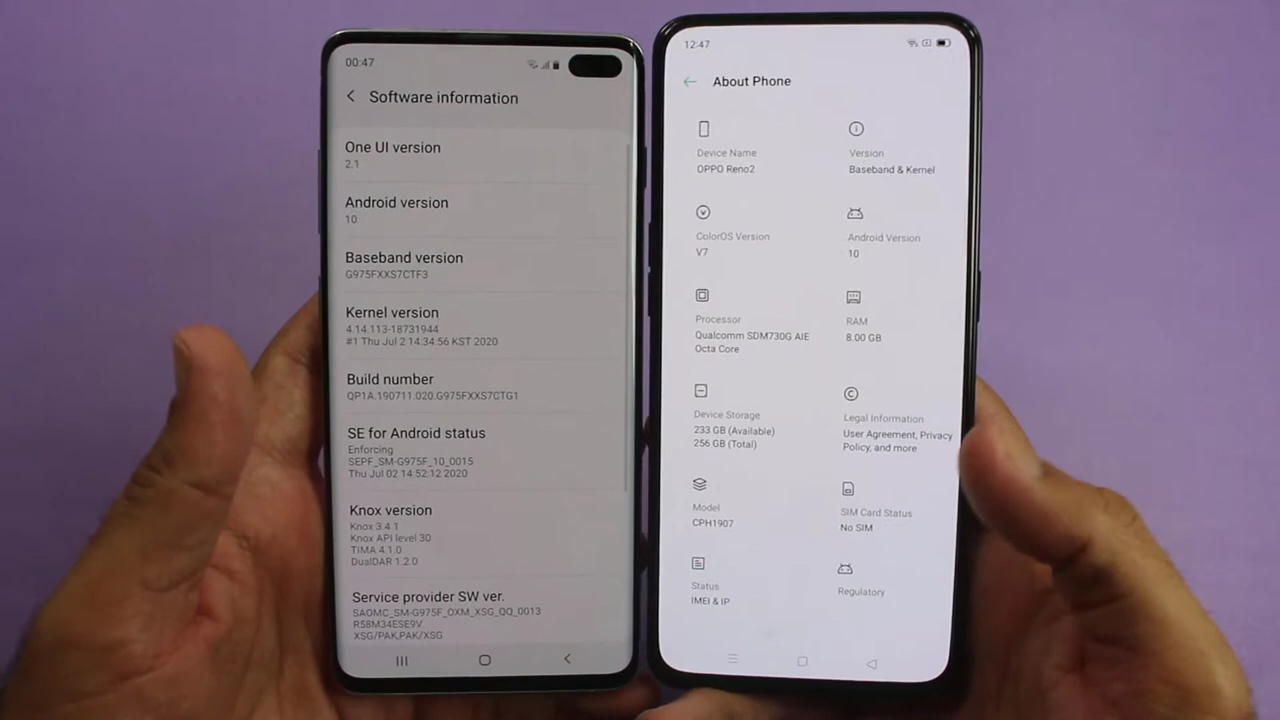 00:47
Software information
One UI version
2.1
Android version
10
Baseband version
G975FXXS7CTF3
Kernel version
4.14.113-18731944
#1 Thu Jul 2 14:34:56 KST 2020
Build number
QP1A.190711.020.G975FXXS7CTG1
SE for Android status
Enforcing
SEPF_SM-G975F_10_0015
Thu Jul 02 14:52:12 2020
Knox version
Knox 3.4.1
Knox API level 30
TIMA 4.1.0
DualDAR 1.2.0
Service provider SW ver.
SAOMC_SM-G975F_OXM_XSG_QQ_0013
R58M34ESE9V
XSG/PAK,PAK/XSG
12:47
About Phone
Device Name
OPPO Reno2
Version
Baseband & Kernel
ColorOS Version
V7
Android Version
10
Processor
Qualcomm SDM730G AIE
Octa Core
RAM
8.00 GB
Device Storage
233 GB (Available)
256 GB (Total)
Legal Information
User Agreement, Privacy
Policy, and more
Model
CPH1907
SIM Card Status
No SIM
Status
IMEI & IP
Regulatory